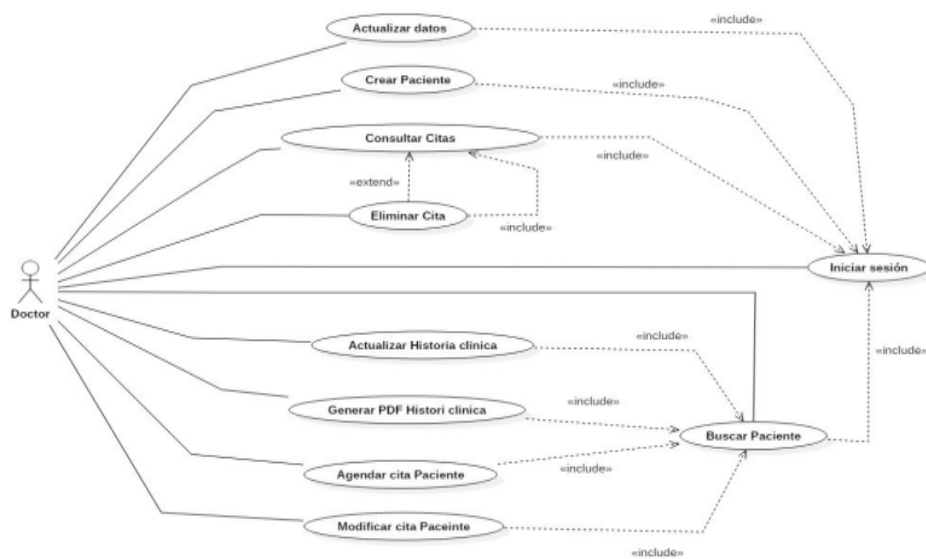 «include»
Actualizar datos
Crear Paciente
«include»
Consultar Citas
«include»
«extend»
Eliminar Cita
«include»
Iniciar sesión
Doctor
«include»
Actualizar Historia clinica
«include»
«include»
Generar PDF Histori clinica
Buscar Paciente
«include»
Agendar cita Paciente
Modificar cita Paceinte
«include»